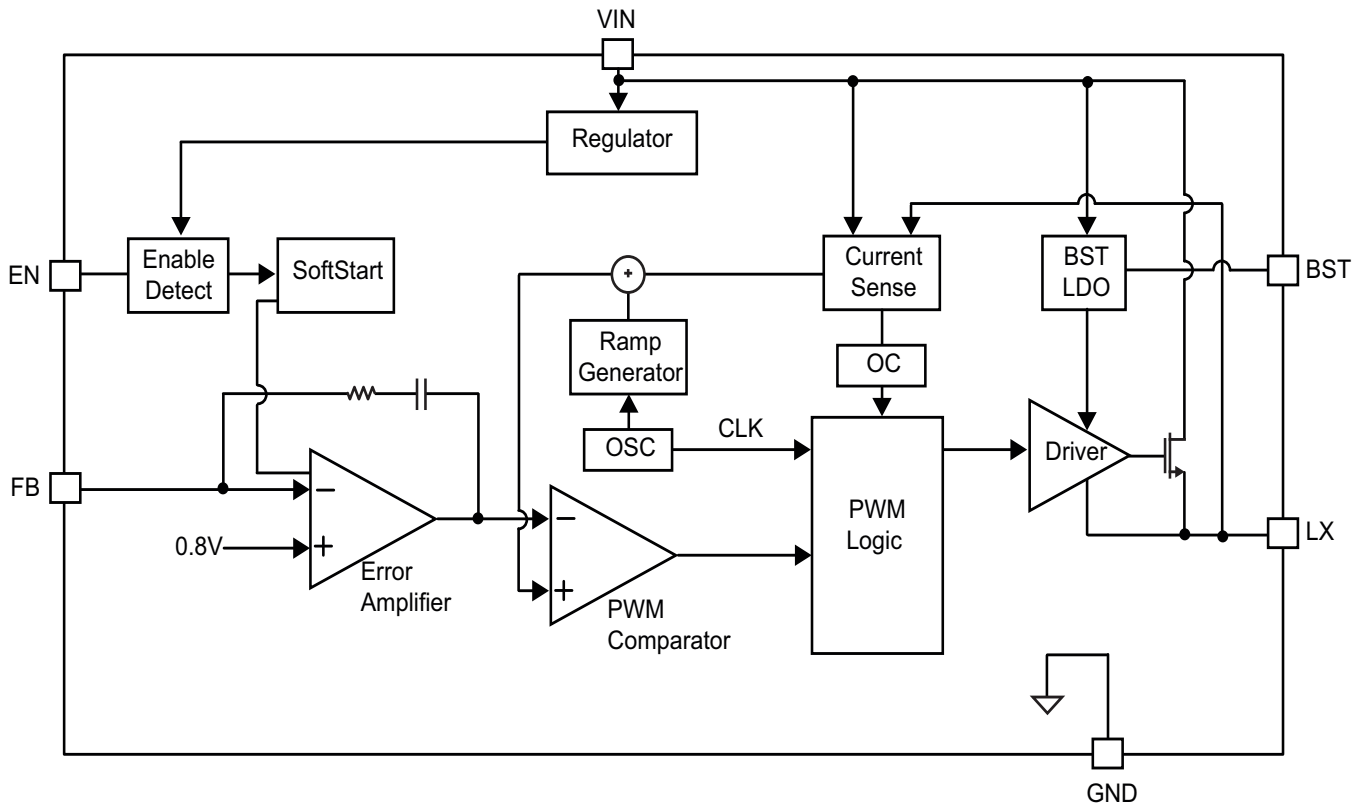 VIN
Regulator
EN
Enable
Detect
SoftStart
+
Current
Sense
BST
LDO
BST
Ramp
Generator
OC
OSC
CLK
Driver
FB
−
0.8V
+
Error
Amplifier
−
+
PWM
Comparator
PWM
Logic
LX
GND